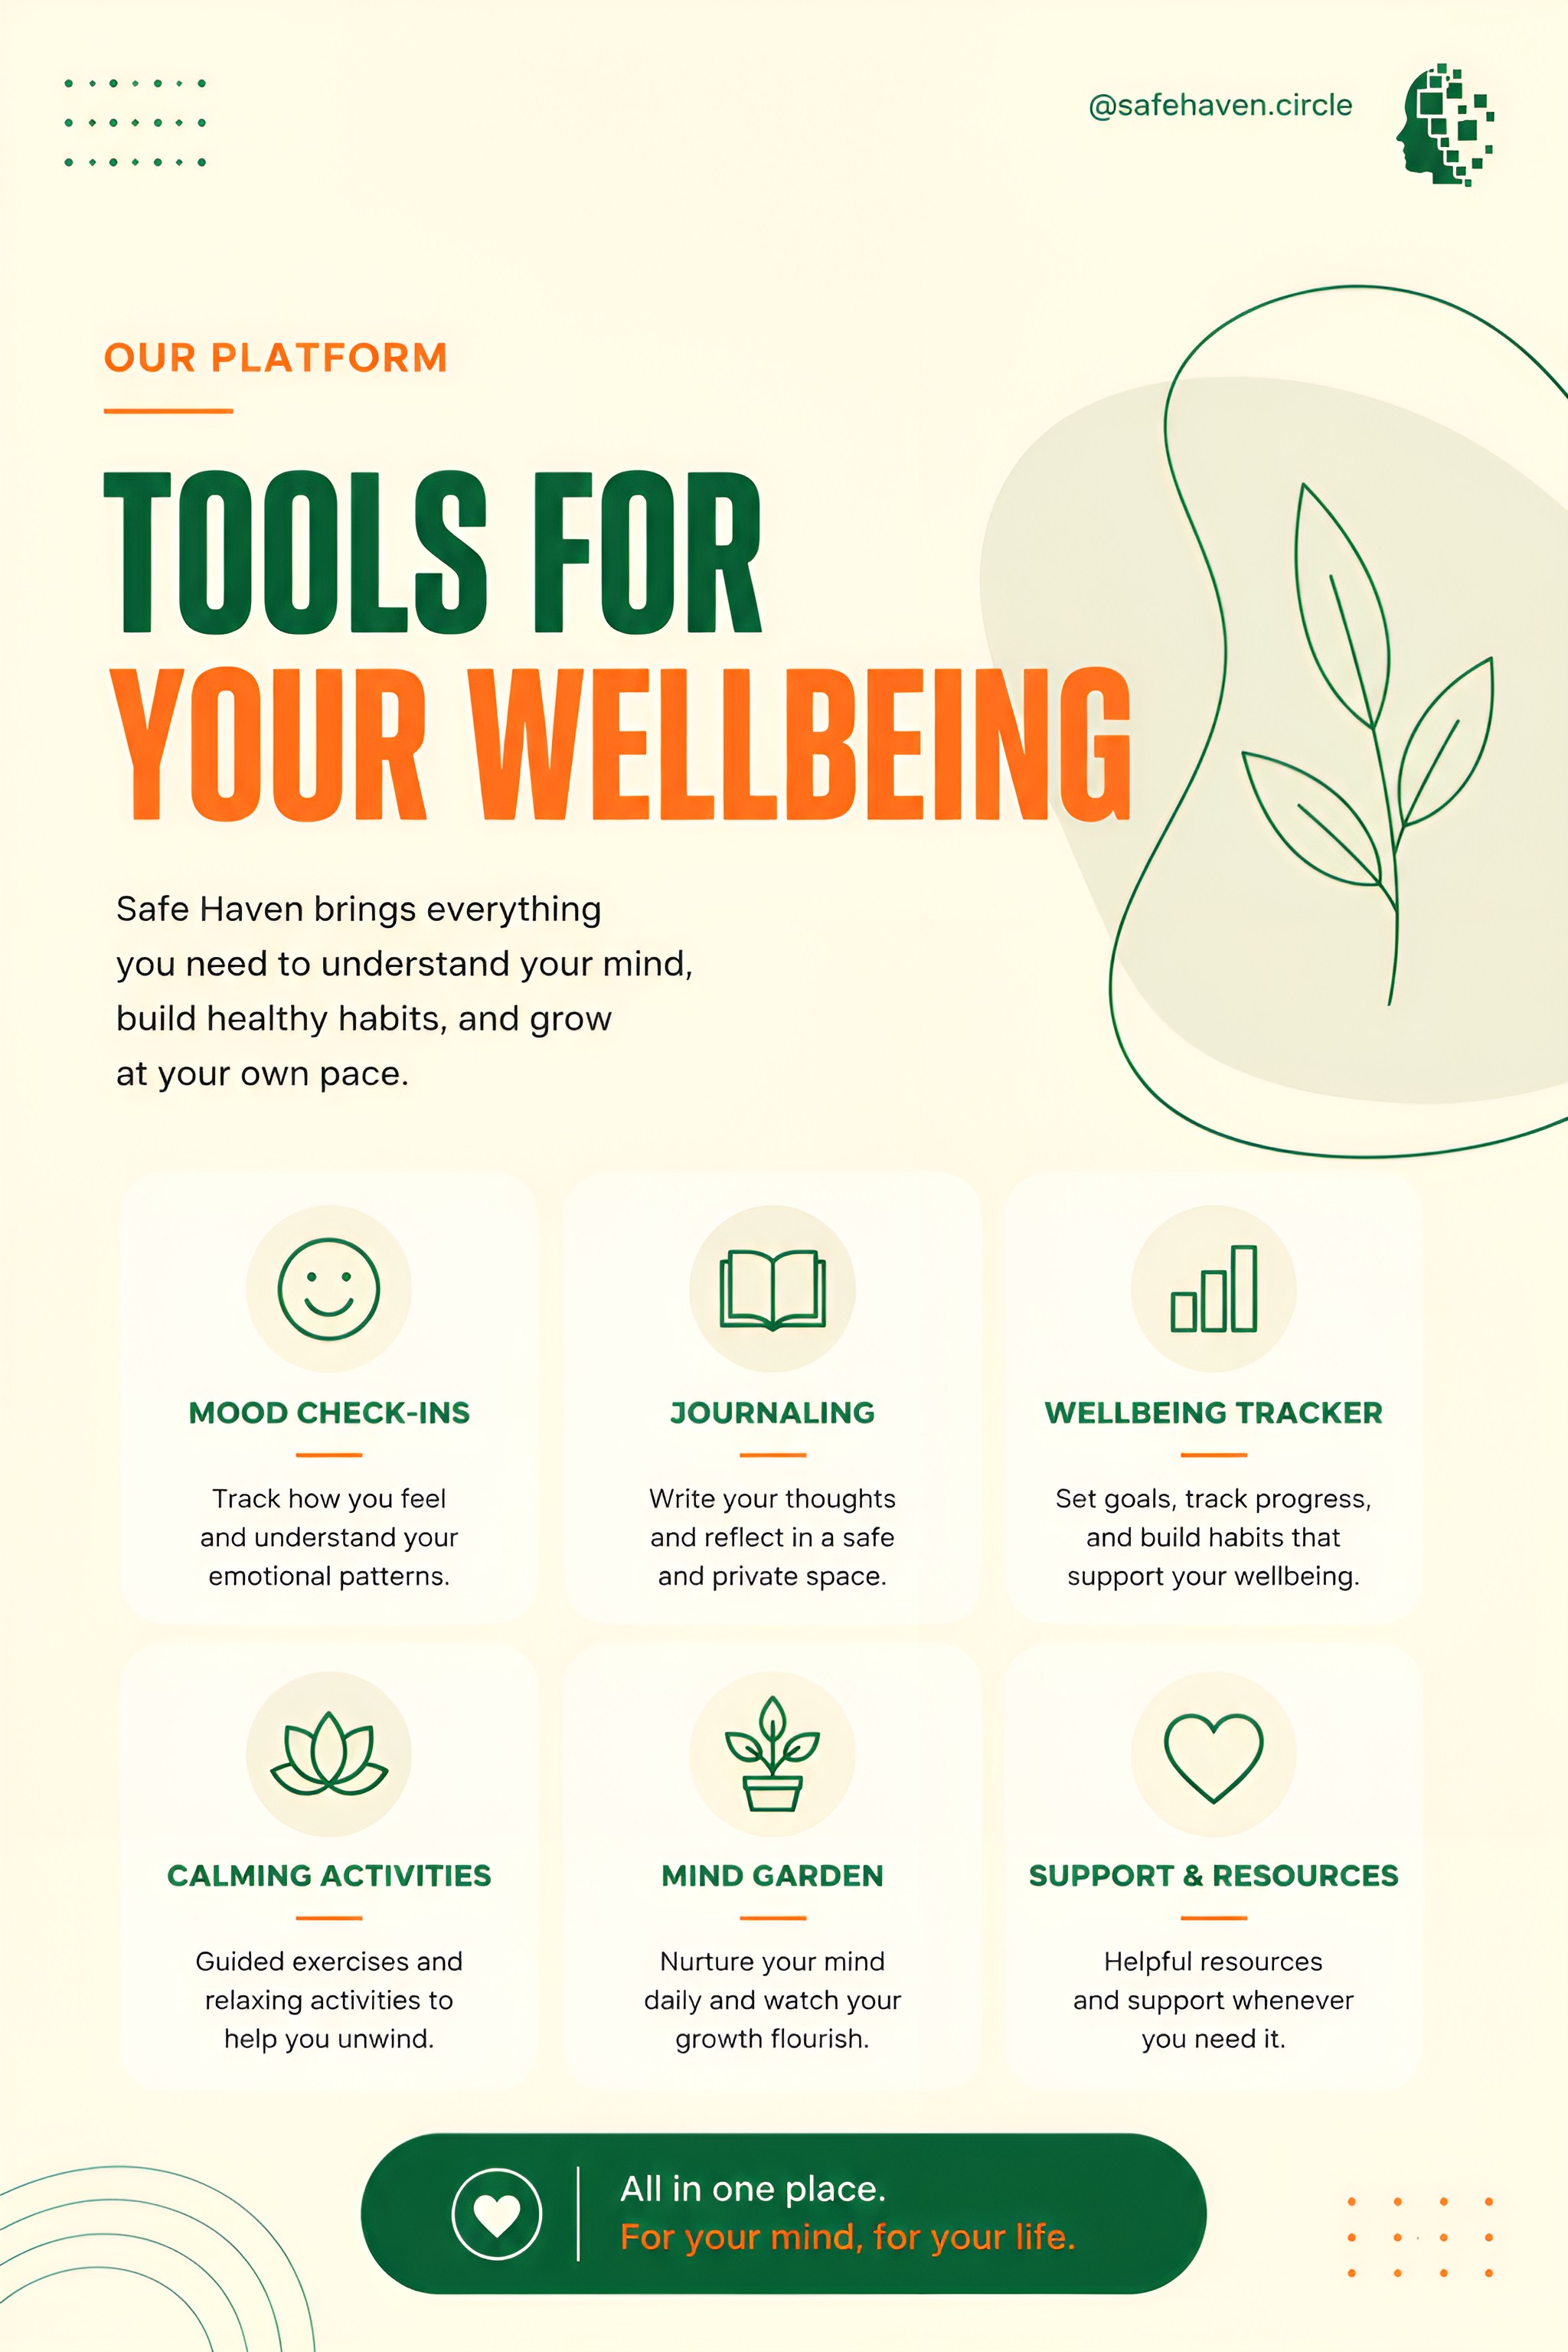 @safehaven.circle
OUR PLATFORM
TOOLS FOR
YOUR WELLBEING
Safe Haven brings everything
you need to understand your mind,
build healthy habits, and grow
at your own pace.
MOOD CHECK-INS
Track how you feel
and understand your
emotional patterns.
JOURNALING
Write your thoughts
and reflect in a safe
and private space.
WELLBEING TRACKER
Set goals, track progress,
and build habits that
support your wellbeing.
CALMING ACTIVITIES
Guided exercises and
relaxing activities to
help you unwind.
MIND GARDEN
Nurture your mind
daily and watch your
growth flourish.
SUPPORT & RESOURCES
Helpful resources
and support whenever
you need it.
All in one place.
For your mind, for your life.